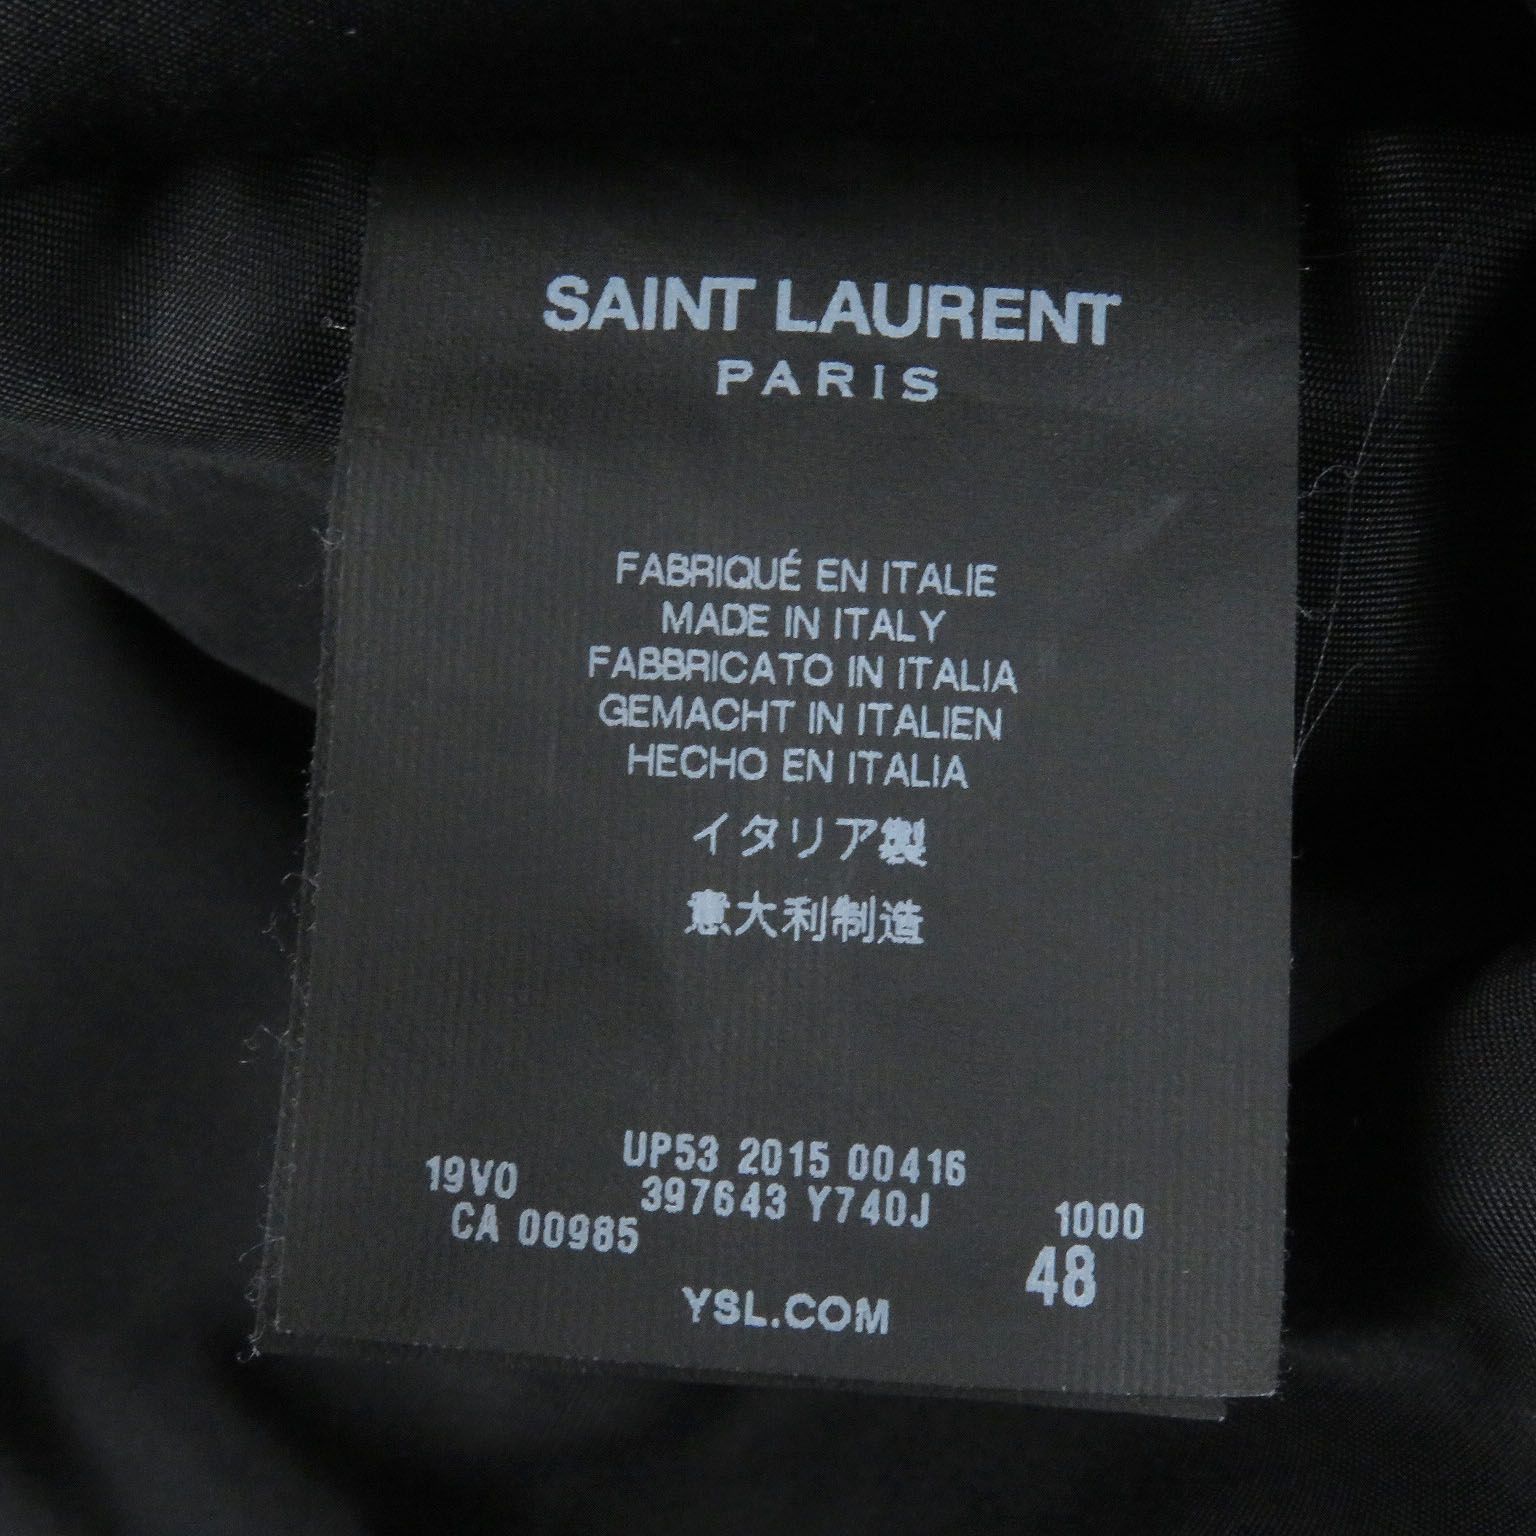 SAINT LAURENT
PARIS
FABRIQUÉ EN ITALIE
MADE IN ITALY
FABBRICATO IN ITALIA
GEMACHT IN ITALIEN
HECHO EN ITALIA
イタリア製
意大利制造
UP53 2015 00416
19V0 397643 Y740J 1000
CA 00985 48
YSL.COM